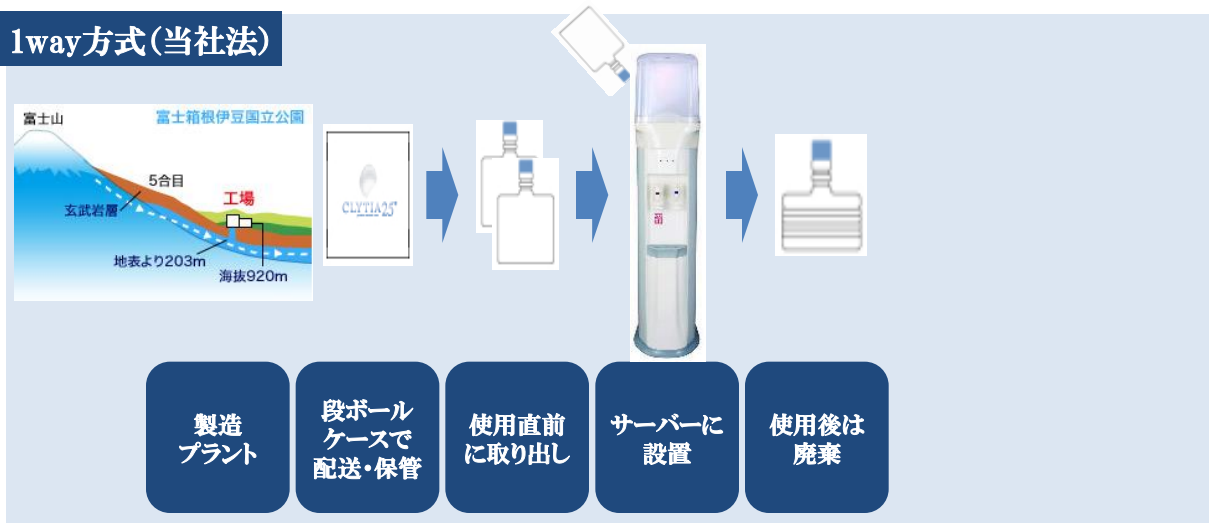 1way方式(当社法)
富士山
富士箱根伊豆国立公園
5合目
工場
玄武岩層
地表より203m
海抜920m
CLYTIA25
製造
プラント
段ボール
ケースで
配送・保管
使用直前
に取り出し
サーバーに
設置
使用後は
廃棄